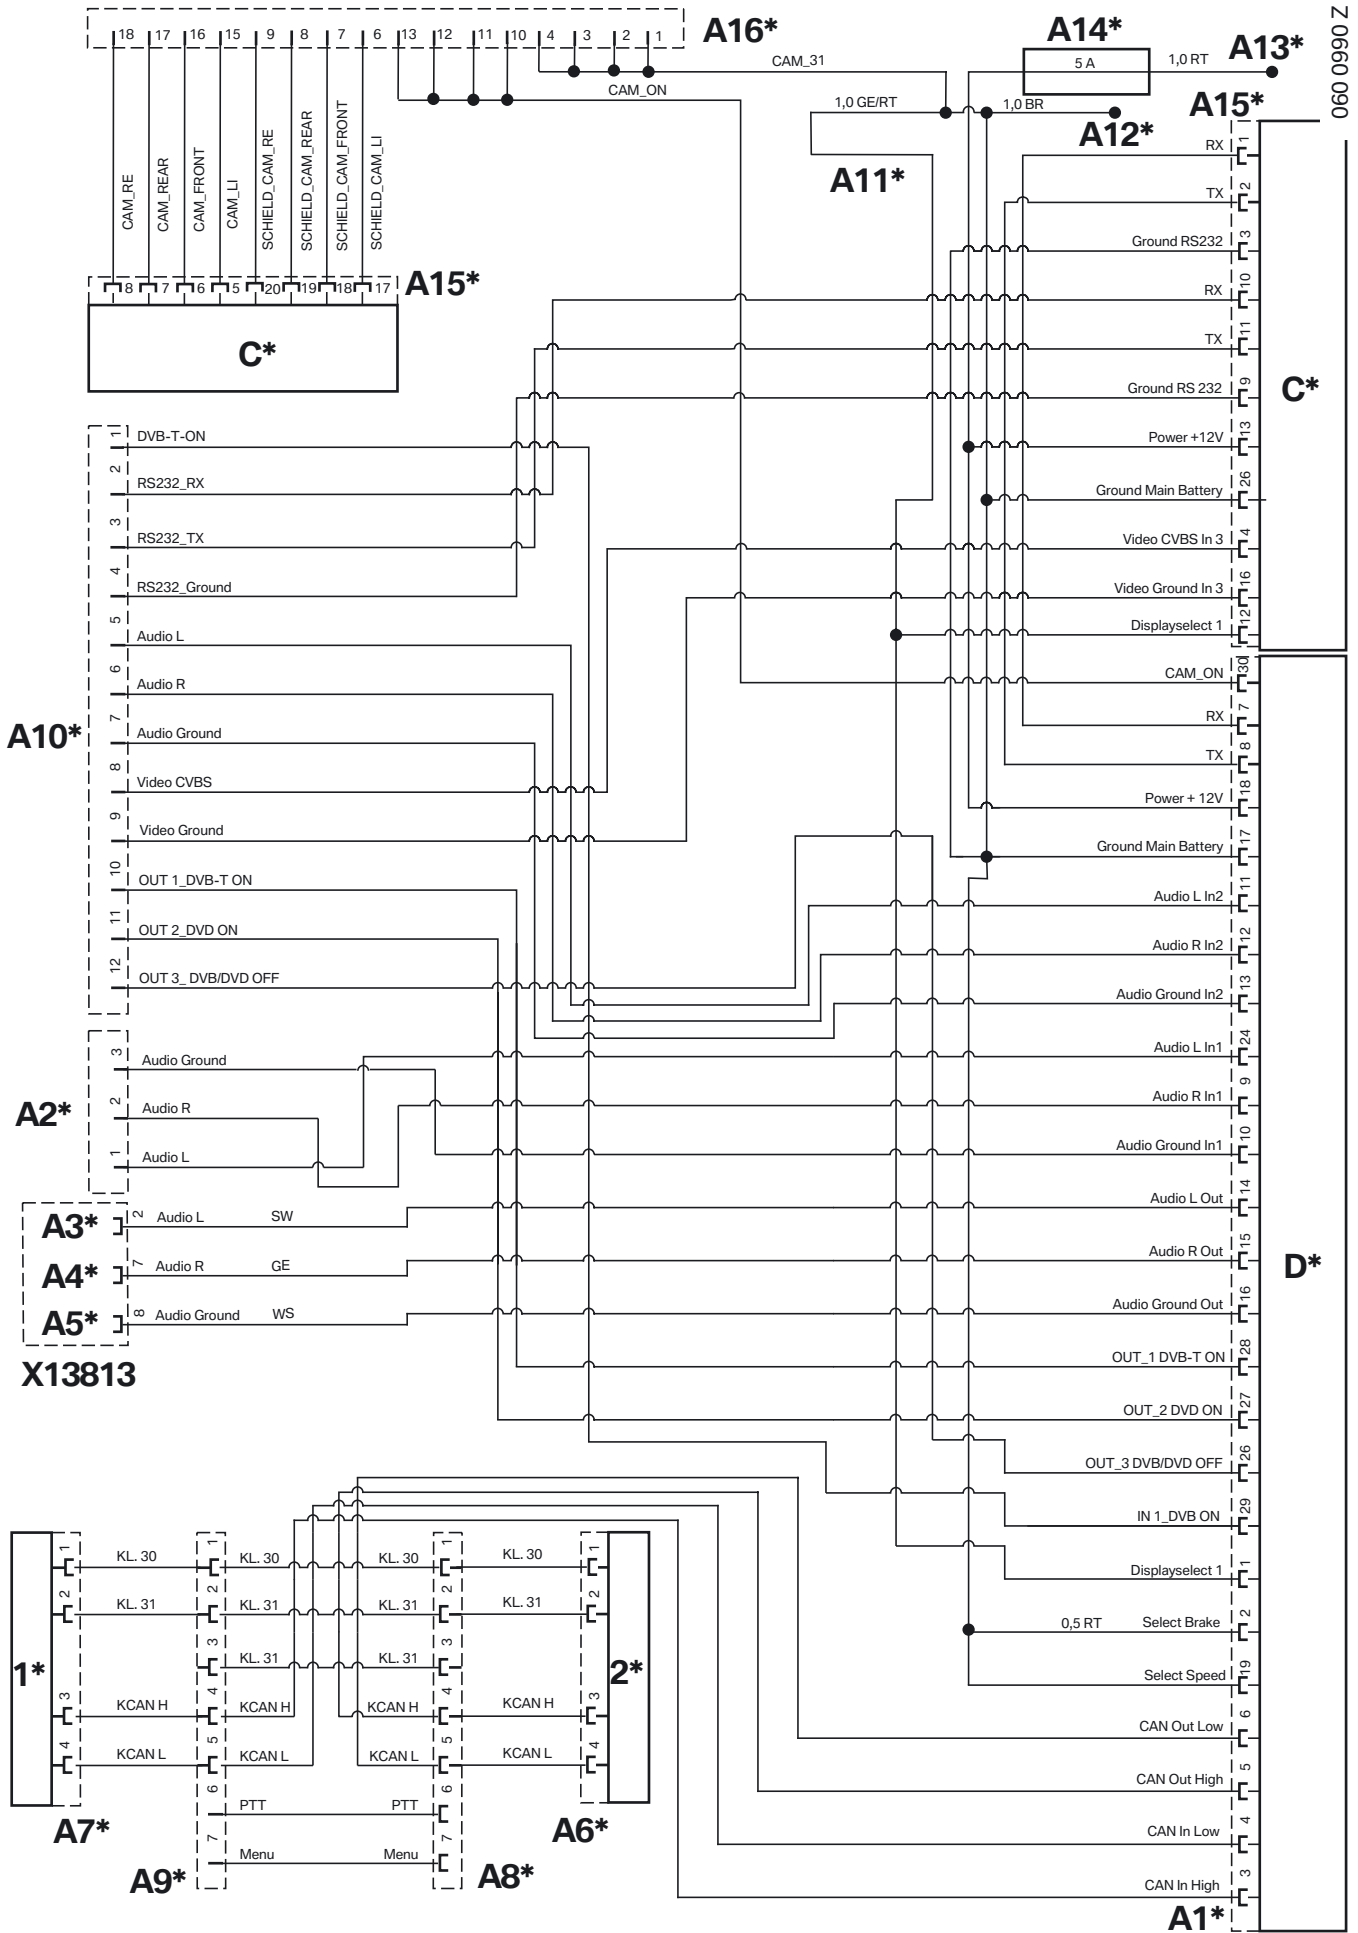 18 17 16 15 9 8 7 6 13 12 11 10 4 3 2 1
A16*
CAM_31
CAM_ON
A14*
5 A
1,0 RT
A13*
060 0990 Z
1,0 GE/RT
1,0 BR
A12*
A11*
A15*
CAM_RE
CAM_REAR
CAM_FRONT
CAM_LI
SCHIELD_CAM_RE
SCHIELD_CAM_REAR
SCHIELD_CAM_FRONT
SCHIELD_CAM_LI
8 7 6 5 20 19 18 17
A15*
C*
RX 1
TX 2
Ground RS232 3
RX 10
TX 11
Ground RS 232 9
Power +12V 13
Ground Main Battery 26
Video CVBS In 3 4
Video Ground In 3 16
Displayselect 1 12
C*
1 DVB-T-ON
2 RS232_RX
3 RS232_TX
4 RS232_Ground
5 Audio L
6 Audio R
7 Audio Ground
8 Video CVBS
9 Video Ground
10 OUT 1_DVB-T ON
11 OUT 2_DVD ON
12 OUT 3_ DVB/DVD OFF
A10*
3 Audio Ground
2 Audio R
1 Audio L
A2*
A3* 2 Audio L SW
A4* 7 Audio R GE
A5* 8 Audio Ground WS
X13813
CAM_ON 30
RX 7
TX 8
Power + 12V 18
Ground Main Battery 17
Audio L In2 11
Audio R In2 12
Audio Ground In2 13
Audio L In1 24
Audio R In1 9
Audio Ground In1 10
Audio L Out 14
Audio R Out 15
Audio Ground Out 16
OUT_1 DVB-T ON 28
OUT_2 DVD ON 27
OUT_3 DVB/DVD OFF 26
IN 1_DVB ON 29
Displayselect 1 1
0,5 RT Select Brake 2
Select Speed 19
CAN Out Low 6
CAN Out High 5
CAN In Low 4
CAN In High 3
D*
A1*
1*
1 KL. 30 1 KL. 30 KL. 30 1 KL. 30 1
2 KL. 31 2 KL. 31 KL. 31 2 KL. 31 2
3 KL. 31 KL. 31 3
3 KCAN H 4 KCAN H KCAN H 4 KCAN H 3
4 KCAN L 5 KCAN L KCAN L 5 KCAN L 4
6 PTT PTT 6
7 Menu Menu 7
2*
A7*
A9*
A8*
A6*